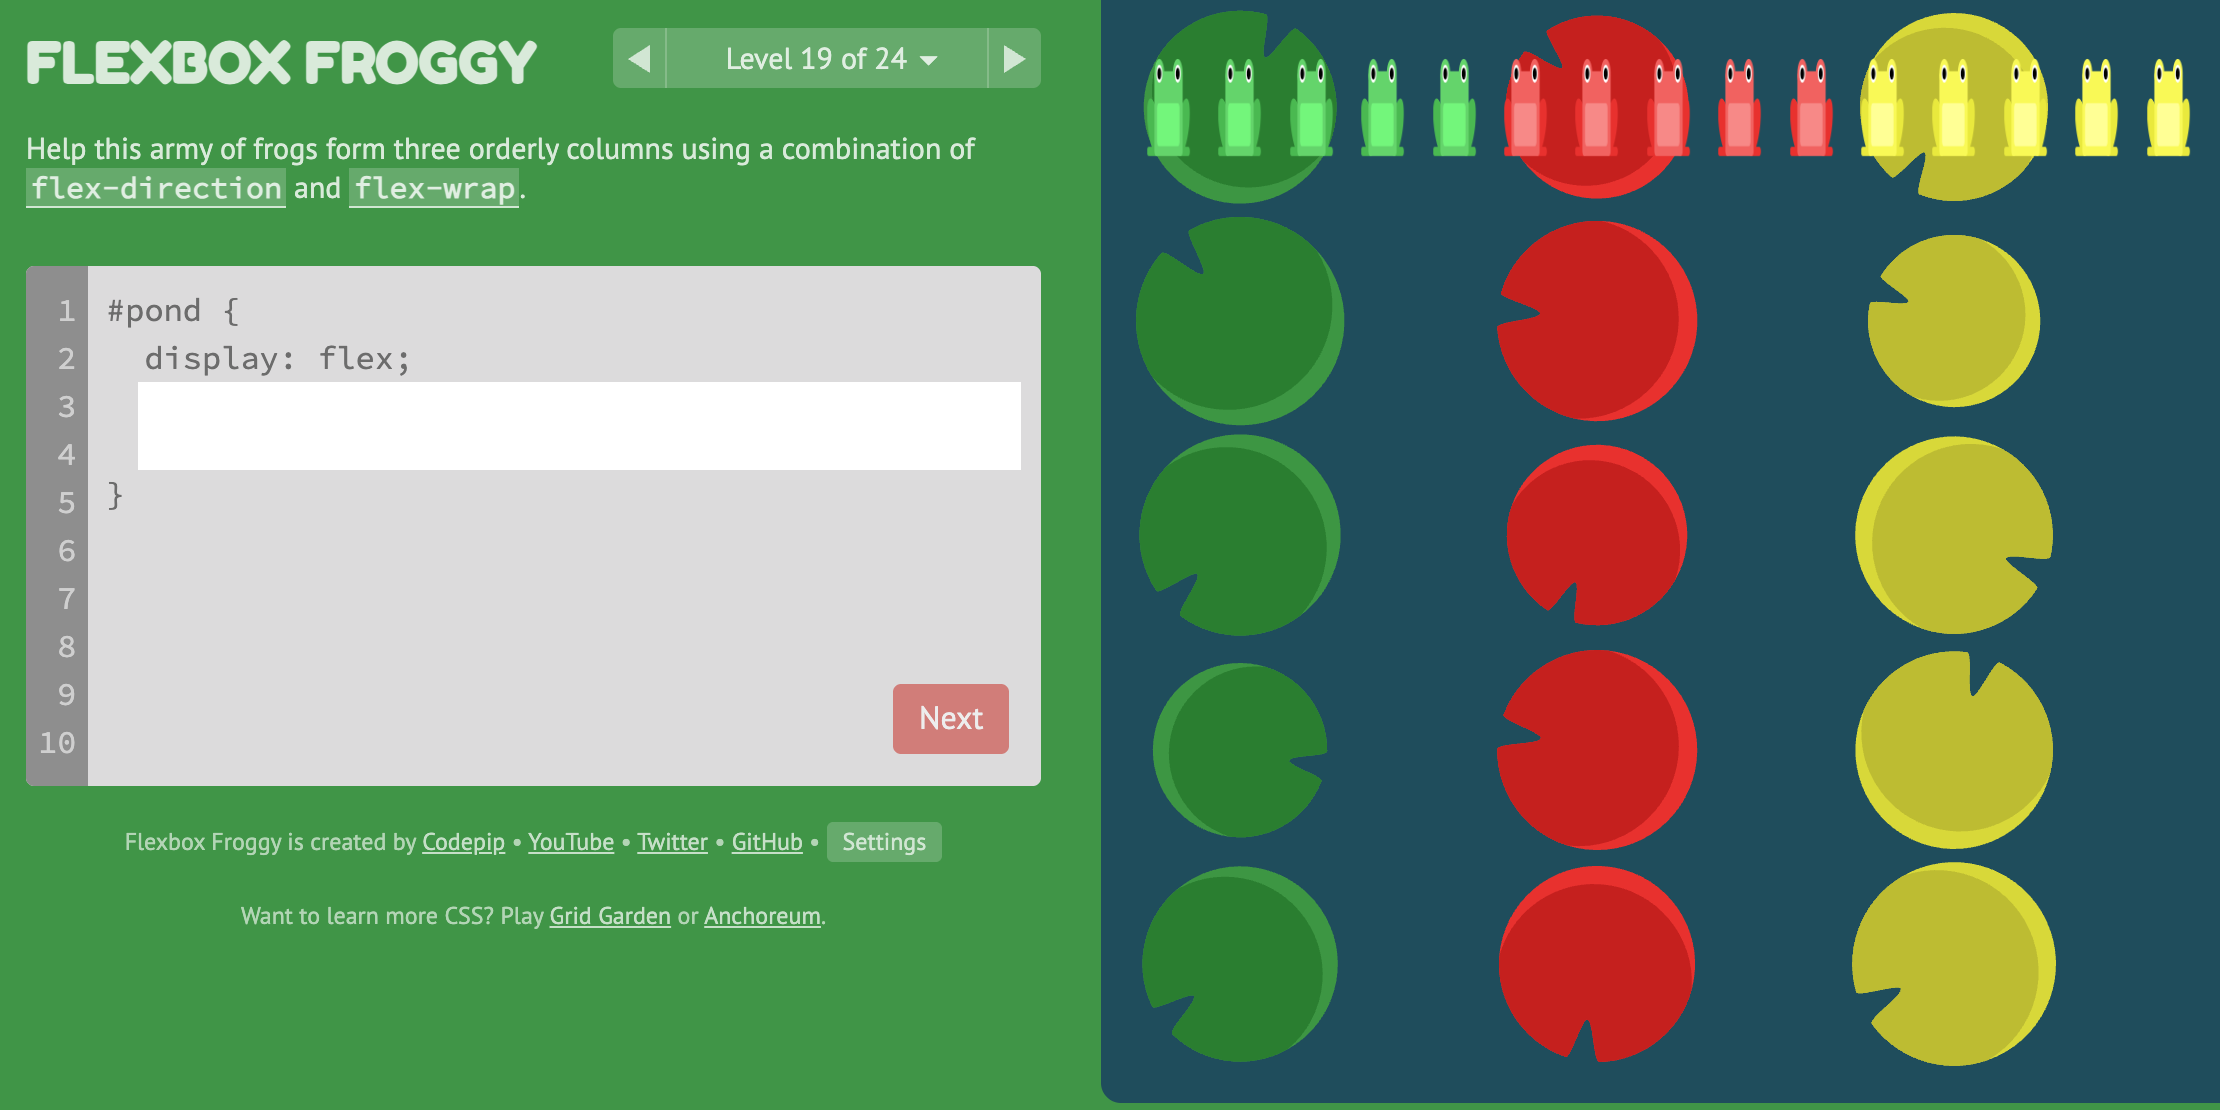 FLEXBOX FROGGY
Level 19 of 24
Help this army of frogs form three orderly columns using a combination of
flex-direction and flex-wrap.
1 #pond {
2 display: flex;
3
4
5 }
6
7
8
9
10
Next
Flexbox Froggy is created by Codepip • YouTube • Twitter • GitHub • Settings
Want to learn more CSS? Play Grid Garden or Anchoreum.